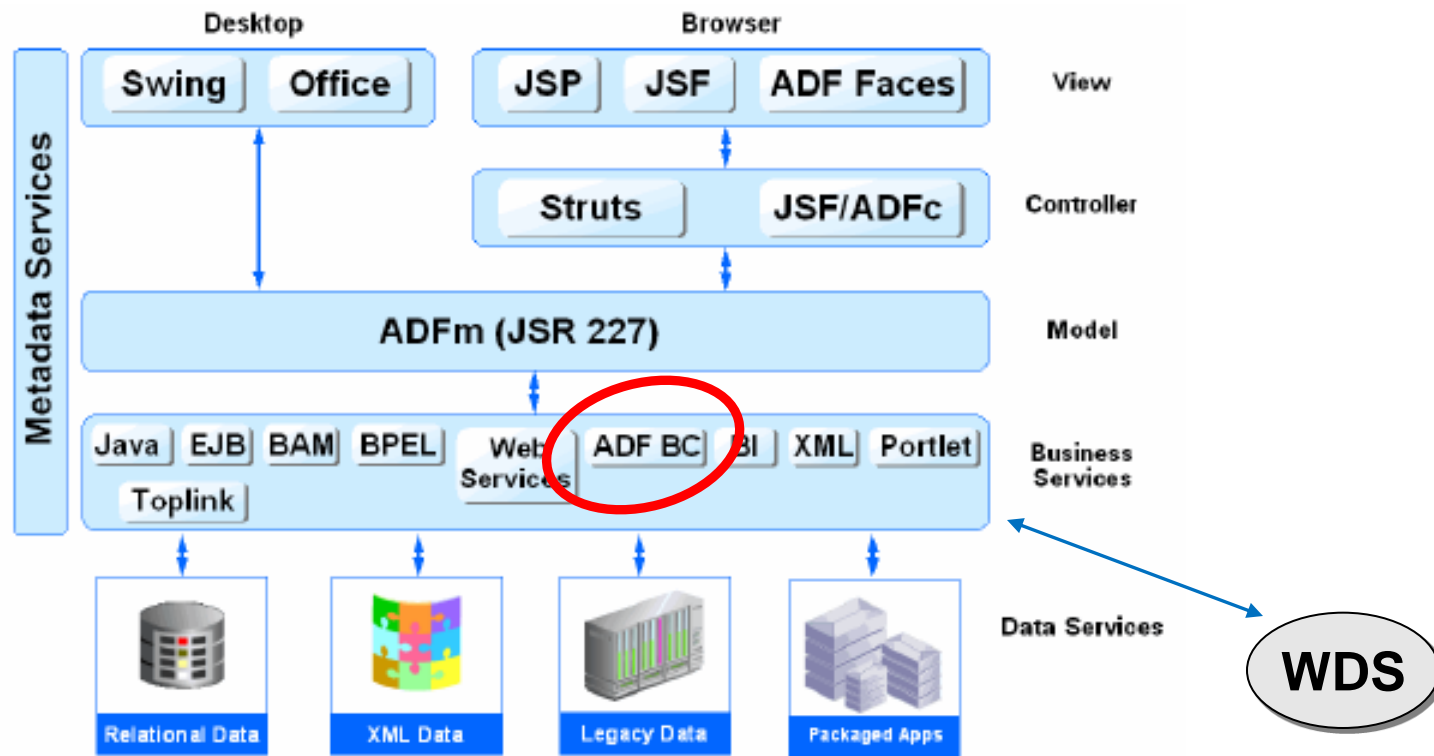 Desktop
Browser
Metadata Services
Swing
Office
JSP
JSF
ADF Faces
View
Struts
JSF/ADFc
Controller
ADFm (JSR 227)
Model
Java
EJB
BAM
BPEL
Web
Services
ADF BC
BI
XML
Portlet
Toplink
Business
Services
Relational Data
XML Data
Legacy Data
Packaged Apps
Data Services
WDS